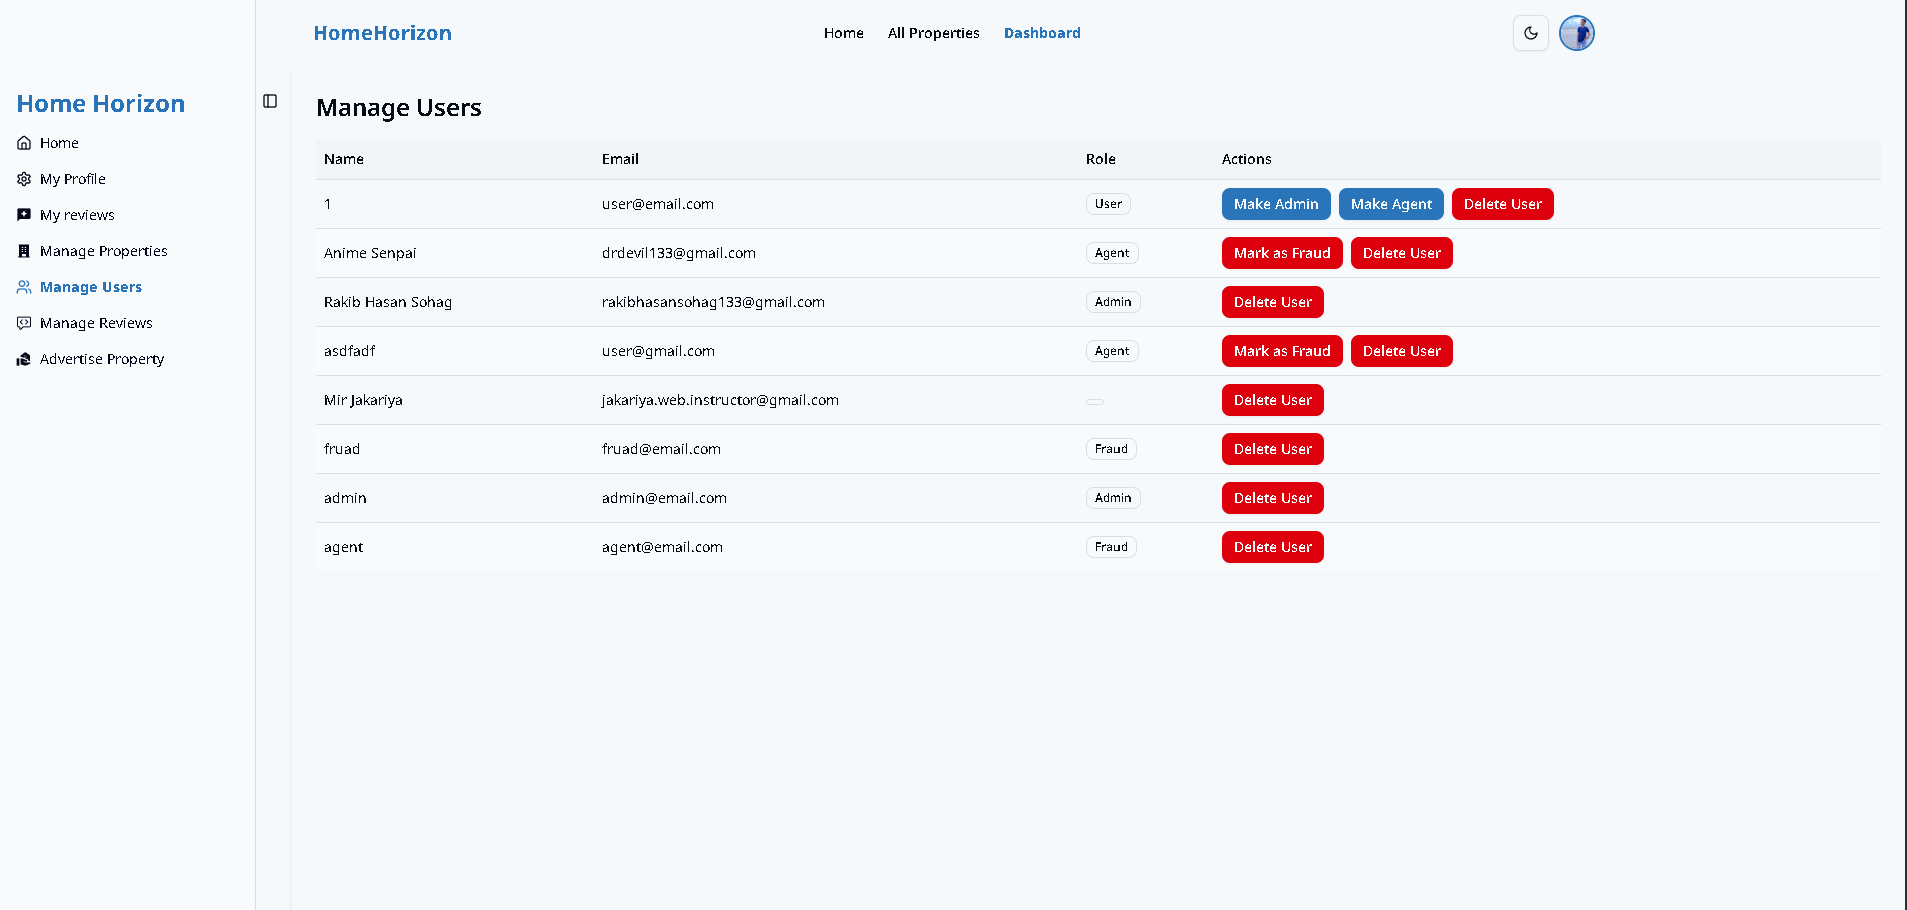 HomeHorizon
Home All Properties Dashboard
Home Horizon
Home
My Profile
My reviews
Manage Properties
Manage Users
Manage Reviews
Advertise Property
Manage Users
Name Email Role Actions
1 user@email.com User Make Admin Make Agent Delete User
Anime Senpai drdevil133@gmail.com Agent Mark as Fraud Delete User
Rakib Hasan Sohag rakibhasansohag133@gmail.com Admin Delete User
asdfadf user@gmail.com Agent Mark as Fraud Delete User
Mir Jakariya jakariya.web.instructor@gmail.com Delete User
fruad fruad@email.com Fraud Delete User
admin admin@email.com Admin Delete User
agent agent@email.com Fraud Delete User